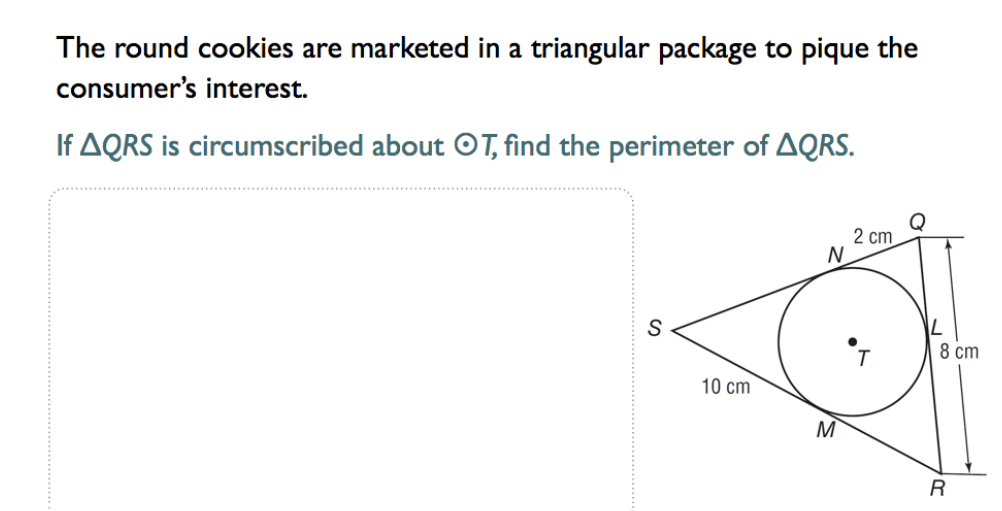 The round cookies are marketed in a triangular package to pique the
consumer’s interest.
If ΔQRS is circumscribed about ⊙T, find the perimeter of ΔQRS.
Q
2 cm
N
S
L
T
8 cm
10 cm
M
R